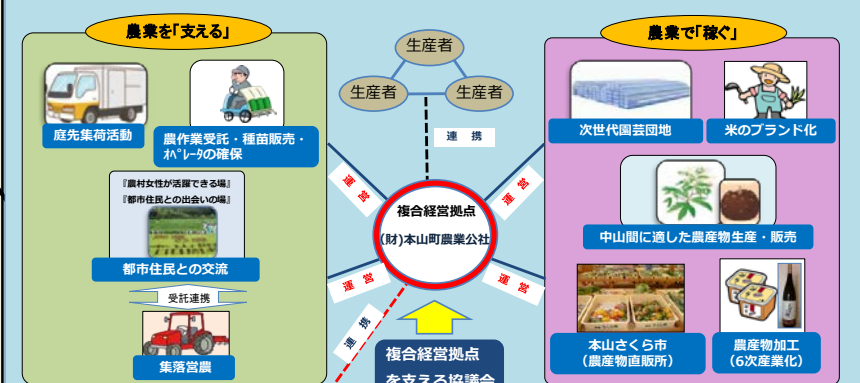 農業を「支える」
庭先集荷活動
農作業受託・種苗販売・
ｵﾍﾟﾚｰﾀの確保
『農村女性が活躍できる場』
『都市住民との出会いの場』
都市住民との交流
受託連携
集落営農
生産者
生産者
生産者
連 携
運 営
運 営
複合経営拠点
(財)本山町農業公社
運 営
運 営
連 携
複合経営拠点
を支える協議会
農業で「稼ぐ」
次世代園芸団地
米のブランド化
中山間に適した農産物生産・販売
本山さくら市
（農産物直販所）
農産物加工
（6次産業化）